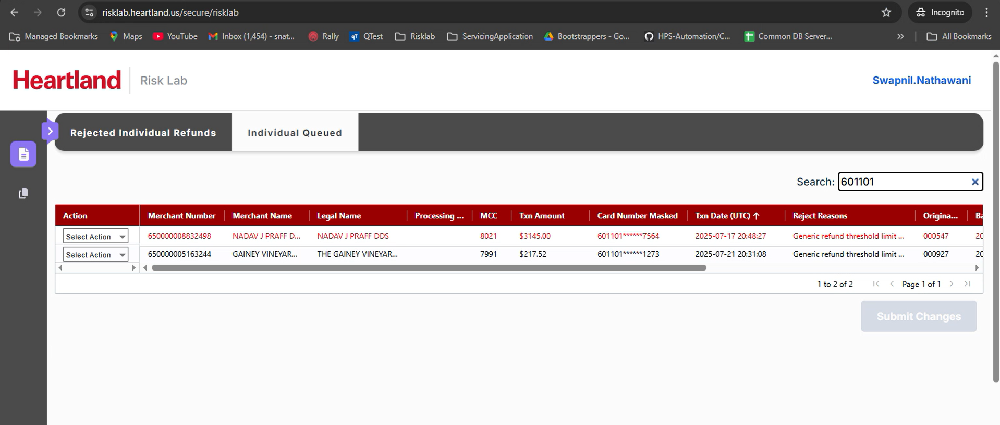 risklab.heartland.us/secure/risklab
Incognito
Managed Bookmarks Maps YouTube Inbox (1,454) - snat... Rally QTest Risklab ServicingApplication Bootstrappers - Go... HPS-Automation/C... Common DB Server... All Bookmarks
Heartland Risk Lab
Swapnil.Nathawani
Rejected Individual Refunds Individual Queued
Search: 601101
Action Merchant Number Merchant Name Legal Name Processing ... MCC Txn Amount Card Number Masked Txn Date (UTC) Reject Reasons Origina... Ba
Select Action 650000008832498 NADAV J PRAFF D... NADAV J PRAFF DDS 8021 $3145.00 601101******7564 2025-07-17 20:48:27 Generic refund threshold limit ... 000547 20
Select Action 650000005163244 GAINEY VINEYAR... THE GAINEY VINEYAR... 7991 $217.52 601101******1273 2025-07-21 20:31:08 Generic refund threshold limit ... 000927 20
1 to 2 of 2 Page 1 of 1
Submit Changes